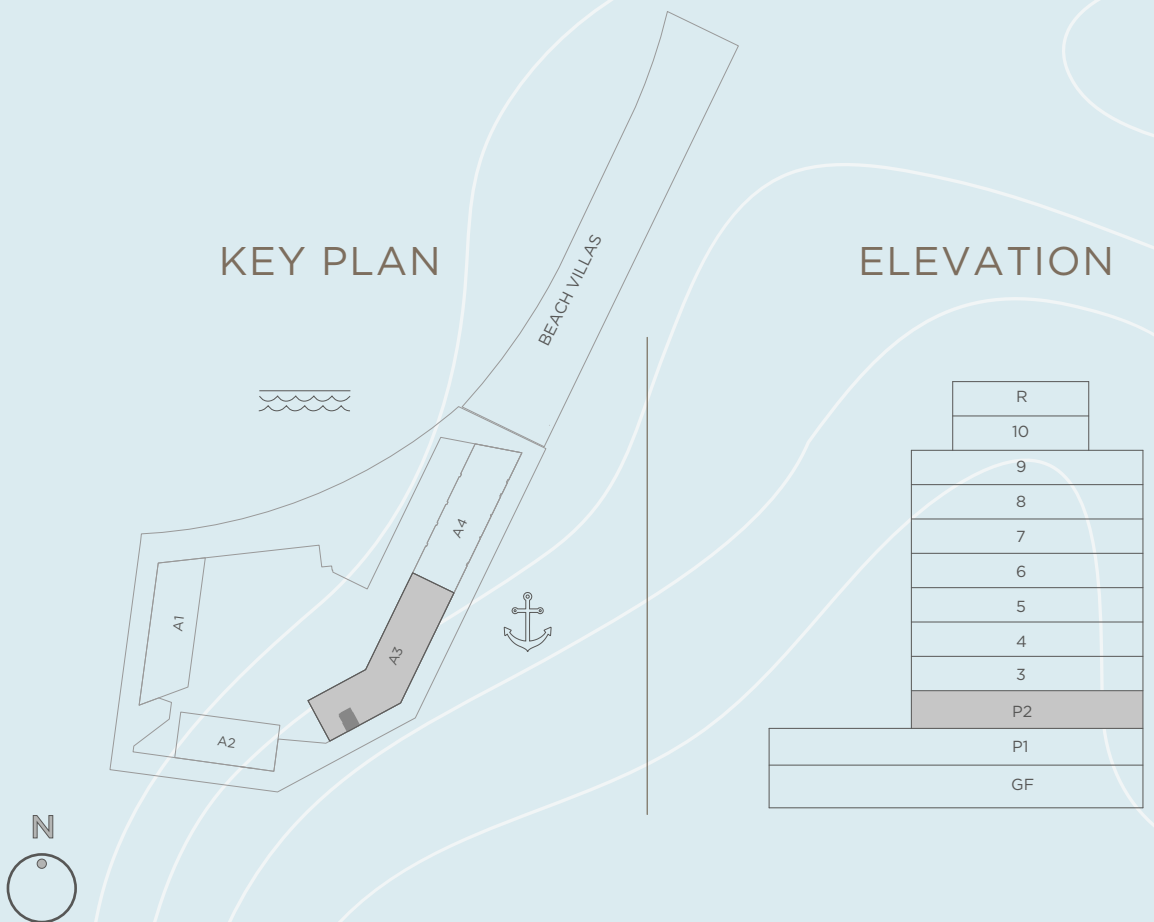 KEY PLAN
BEACH VILLAS
A4
A3
A1
A2
N
ELEVATION
R
10
9
8
7
6
5
4
3
P2
P1
GF